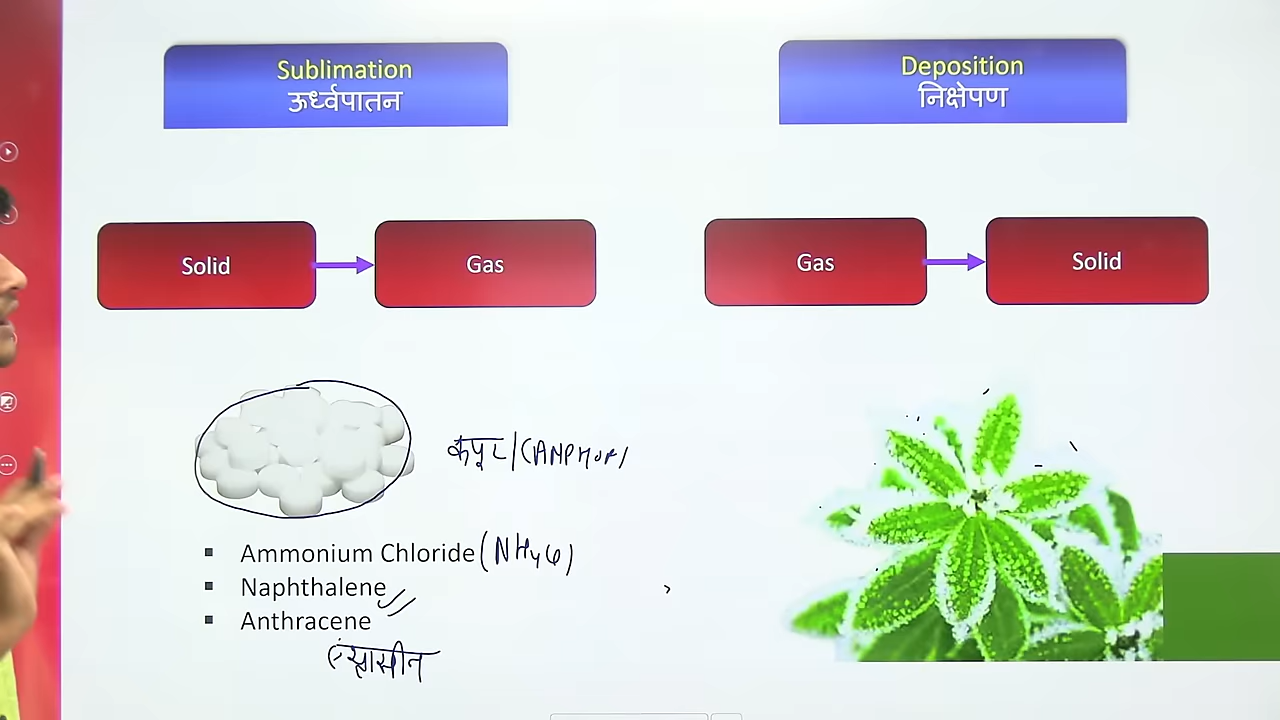 Sublimation
ऊर्ध्वपातन
Deposition
निक्षेपण
Solid
Gas
Gas
Solid
कपूर/CAMPHOR/
Ammonium Chloride (NH4Cl)
Naphthalene
Anthracene